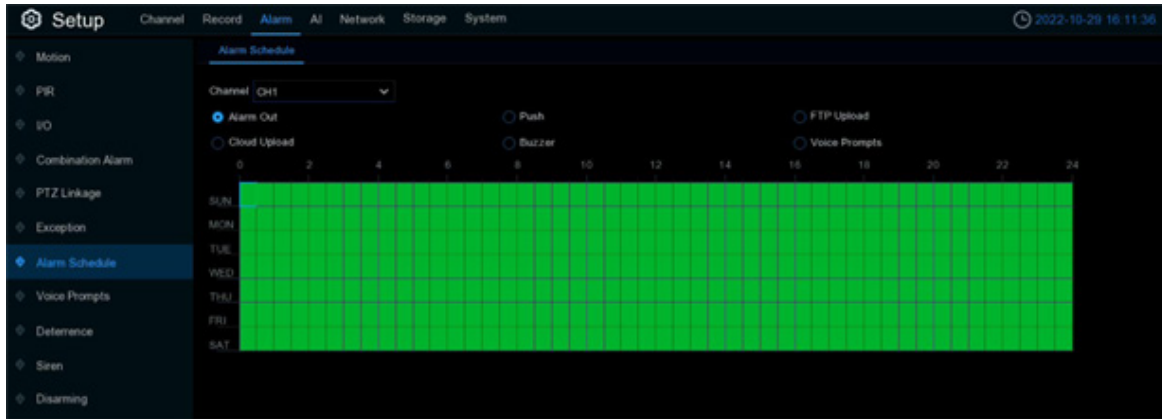 Setup Channel Record Alarm AI Network Storage System 2022-10-29 16:11:36
Alarm Schedule
Motion
PIR
I/O
Combination Alarm
PTZ Linkage
Exception
Alarm Schedule
Voice Prompts
Deterrence
Siren
Disarming
Channel CH1
Alarm Out Push FTP Upload
Cloud Upload Buzzer Voice Prompts
0 2 4 6 8 10 12 14 16 18 20 22 24
SUN
MON
TUE
WED
THU
FRI
SAT